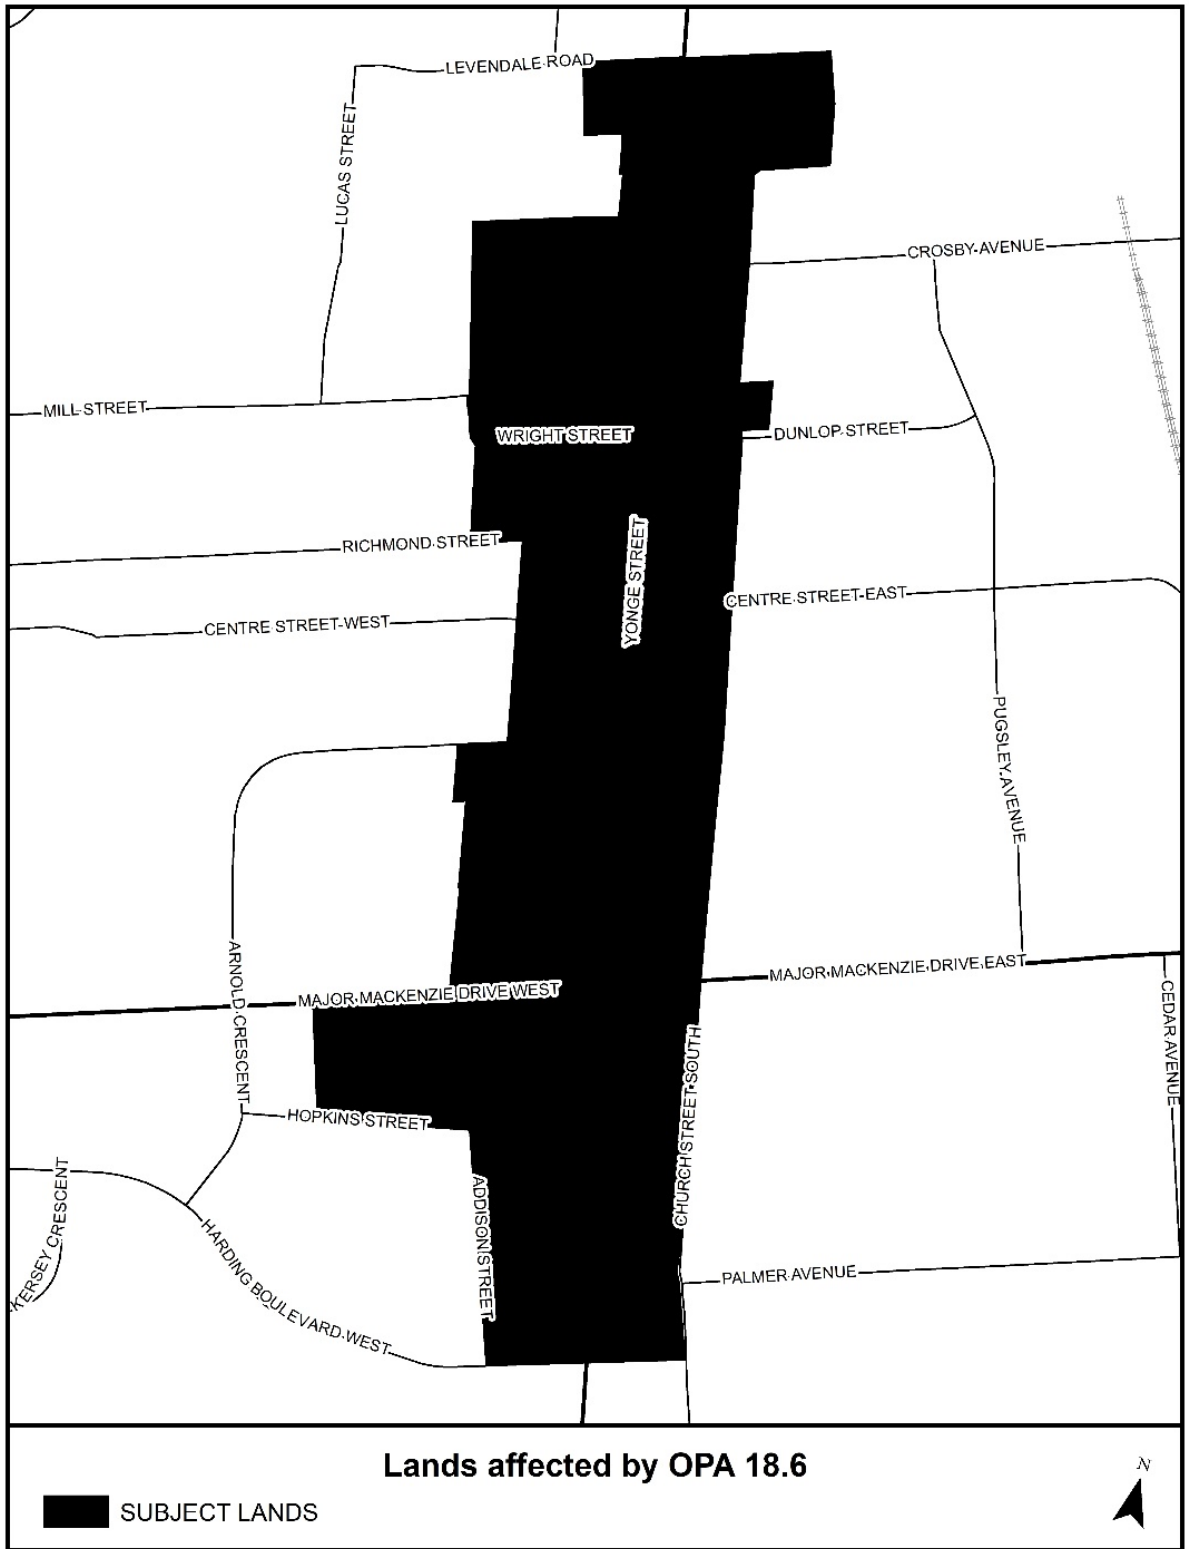 LEVENDALE ROAD
LUCAS STREET
CROSBY AVENUE
MILL STREET
WRIGHT STREET
DUNLOP STREET
RICHMOND STREET
YONGE STREET
CENTRE STREET EAST
CENTRE STREET WEST
PUGSLEY AVENUE
ARNOLD CRESCENT
MAJOR MACKENZIE DRIVE EAST
MAJOR MACKENZIE DRIVE WEST
CEDAR AVENUE
CHURCH STREET SOUTH
HOPKINS STREET
KERSEY CRESCENT
ADDISON STREET
HARDING BOULEVARD WEST
PALMER AVENUE
Lands affected by OPA 18.6
N
SUBJECT LANDS